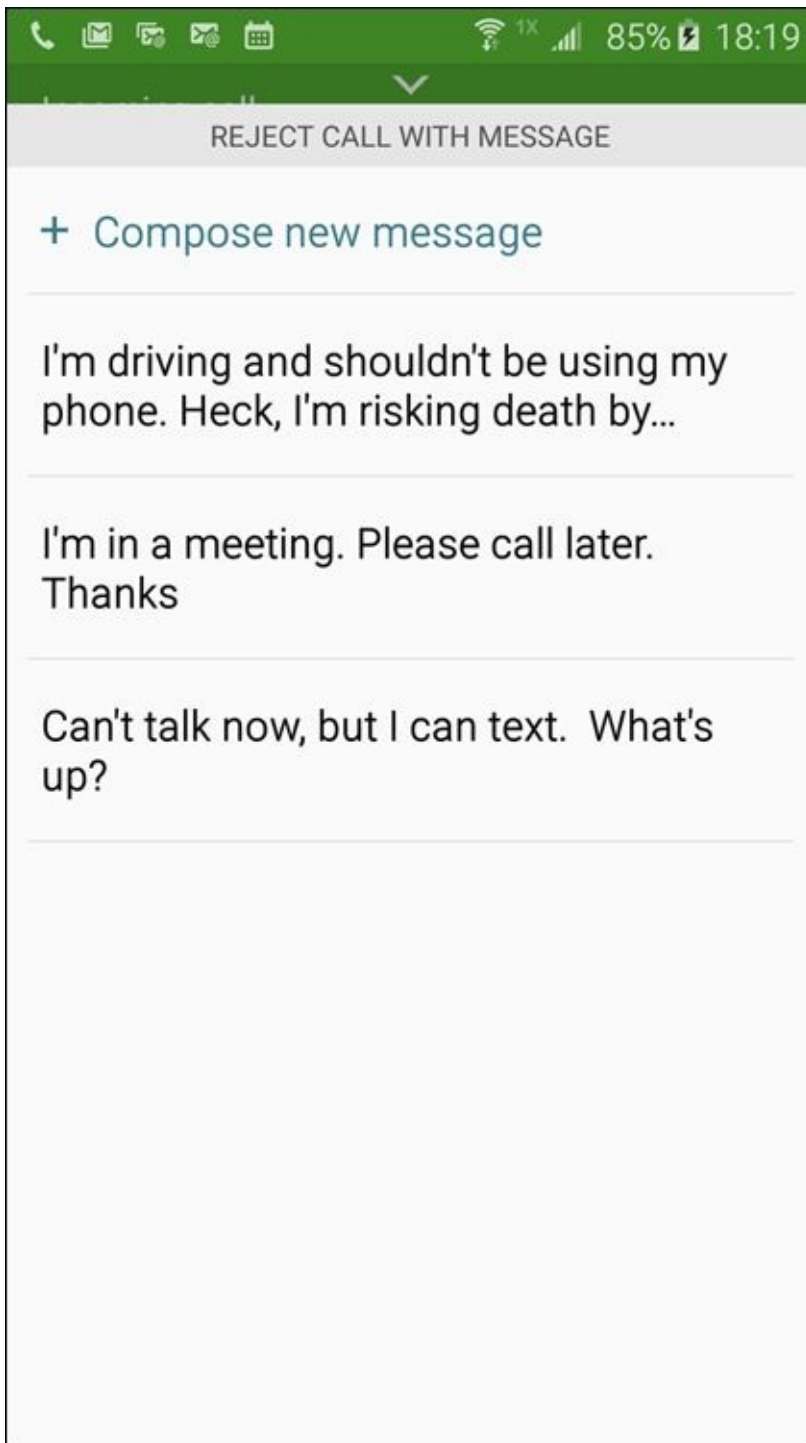 1X 85% 18:19
REJECT CALL WITH MESSAGE
+ Compose new message
I'm driving and shouldn't be using my
phone. Heck, I'm risking death by...
I'm in a meeting. Please call later.
Thanks
Can't talk now, but I can text.  What's
up?